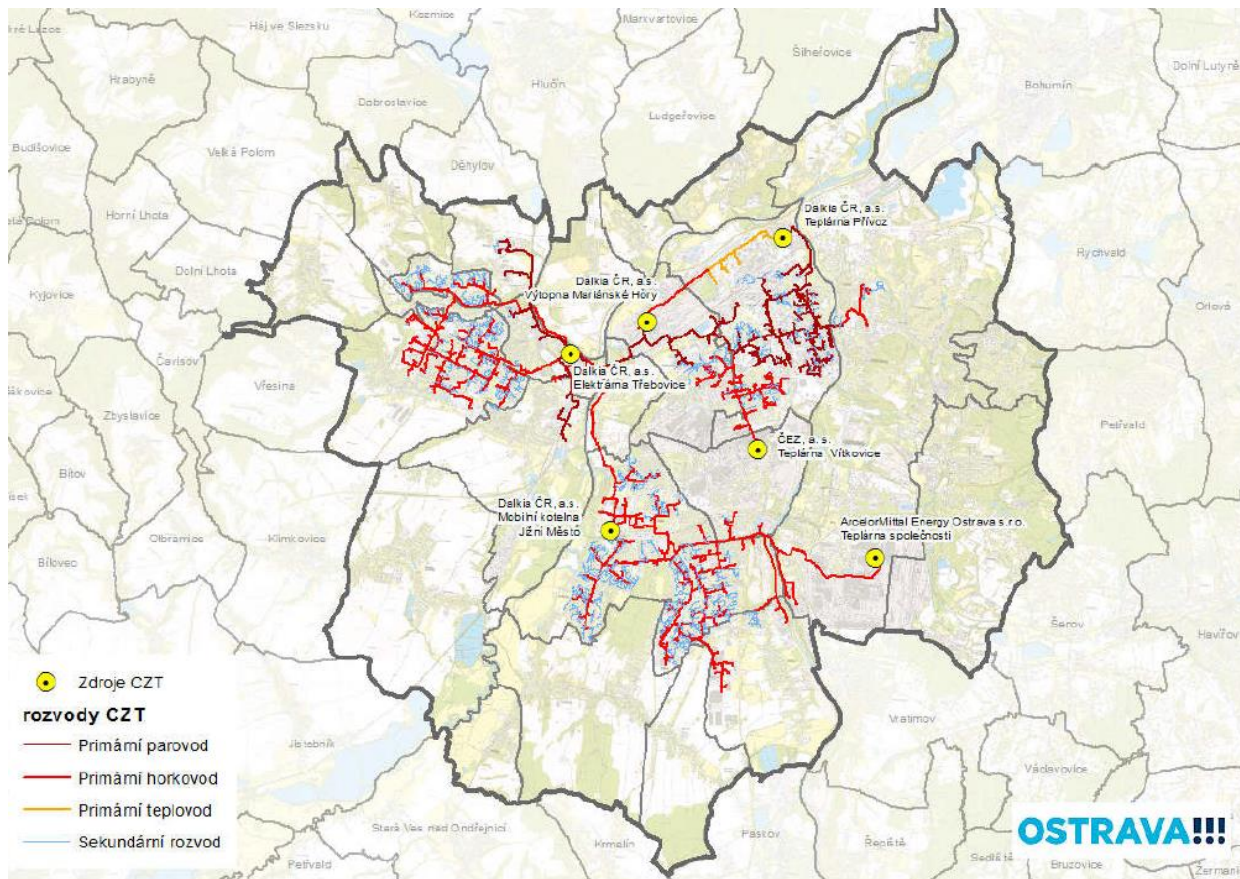 Kozmice
Markvartovice
Háj ve Slezsku
Šilheřovice
Dolní Lutyně
Hrabyně
Hlučín
Bohumín
Dobroslavice
Ludgeřovice
Budišovice
Velká Polom
Děhylov
Horní Lhota
Dolní Lhota
Rychvald
Kyjovice
Orlová
Čavisov
Vřesina
Zbyslavice
Petřvald
Bítov
Olbramice
Klimkovice
Bílovec
Šenov
Havířov
Jistebník
Vratimov
Václavovice
Stará Ves nad Ondřejnicí
Krmelín
Paskov
Řepiště
Sedliště
Bruzovice
Petřvald
Žerman
Dalkia ČR, a.s.
Teplárna Přívoz
Dalkia ČR, a.s.
Výtopna Mariánské Hory
Dalkia ČR, a.s.
Elektrárna Třebovice
ČEZ, a. s.
Teplárna Vítkovice
Dalkia ČR, a.s.
Mobilní kotelna
Jižní Město
ArcelorMittal Energy Ostrava s.r.o.
Teplárna společnosti
Zdroje CZT
rozvody CZT
Primární parovod
Primární horkovod
Primární teplovod
Sekundární rozvod
OSTRAVA!!!